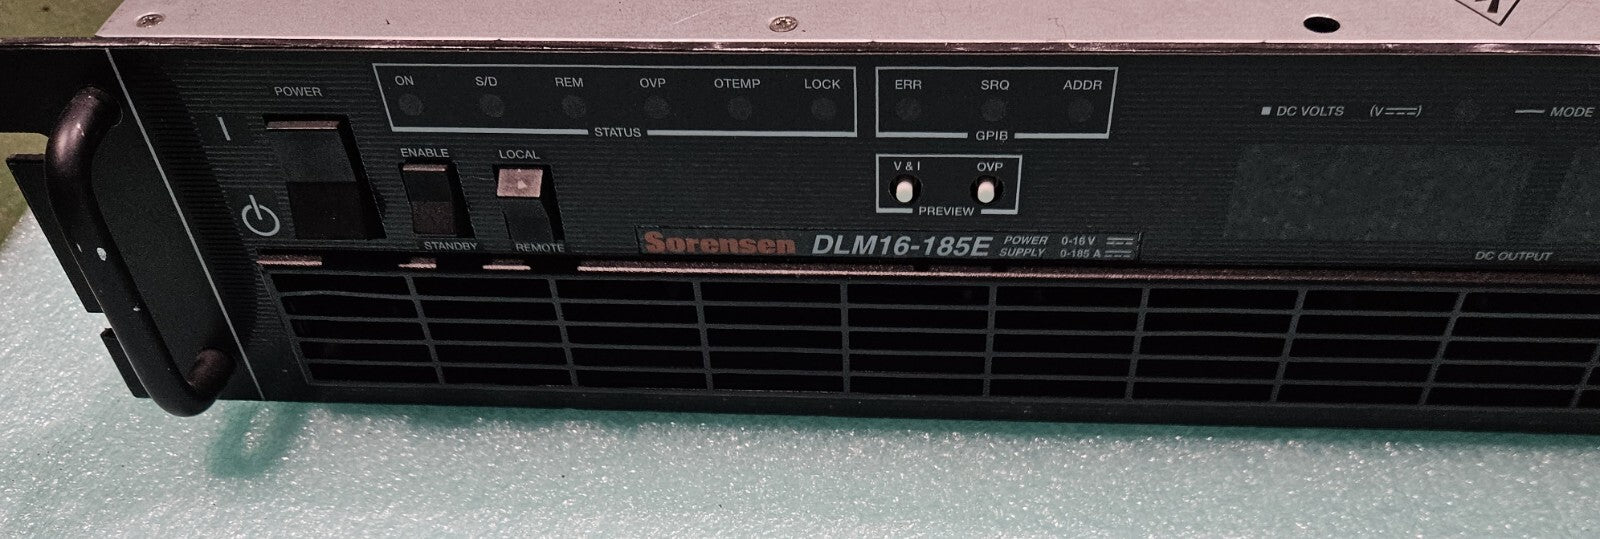 POWER
I
ON S/D REM OVP OTEMP LOCK
STATUS
ERR SRQ ADDR
GPIB
DC VOLTS (V
MODE
ENABLE
STANDBY
LOCAL
REMOTE
V & I OVP
PREVIEW
Sorensen DLM16-185E POWER SUPPLY 0-16 V
0-185 A
DC OUTPUT